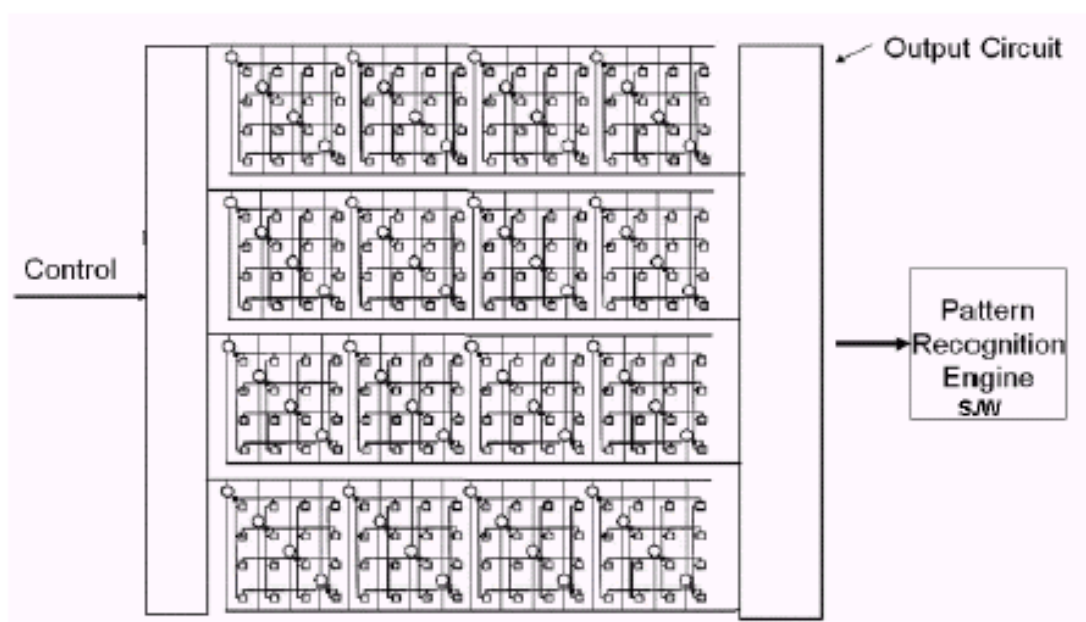 Output Circuit
Control
Pattern
Recognition
Engine
S/W